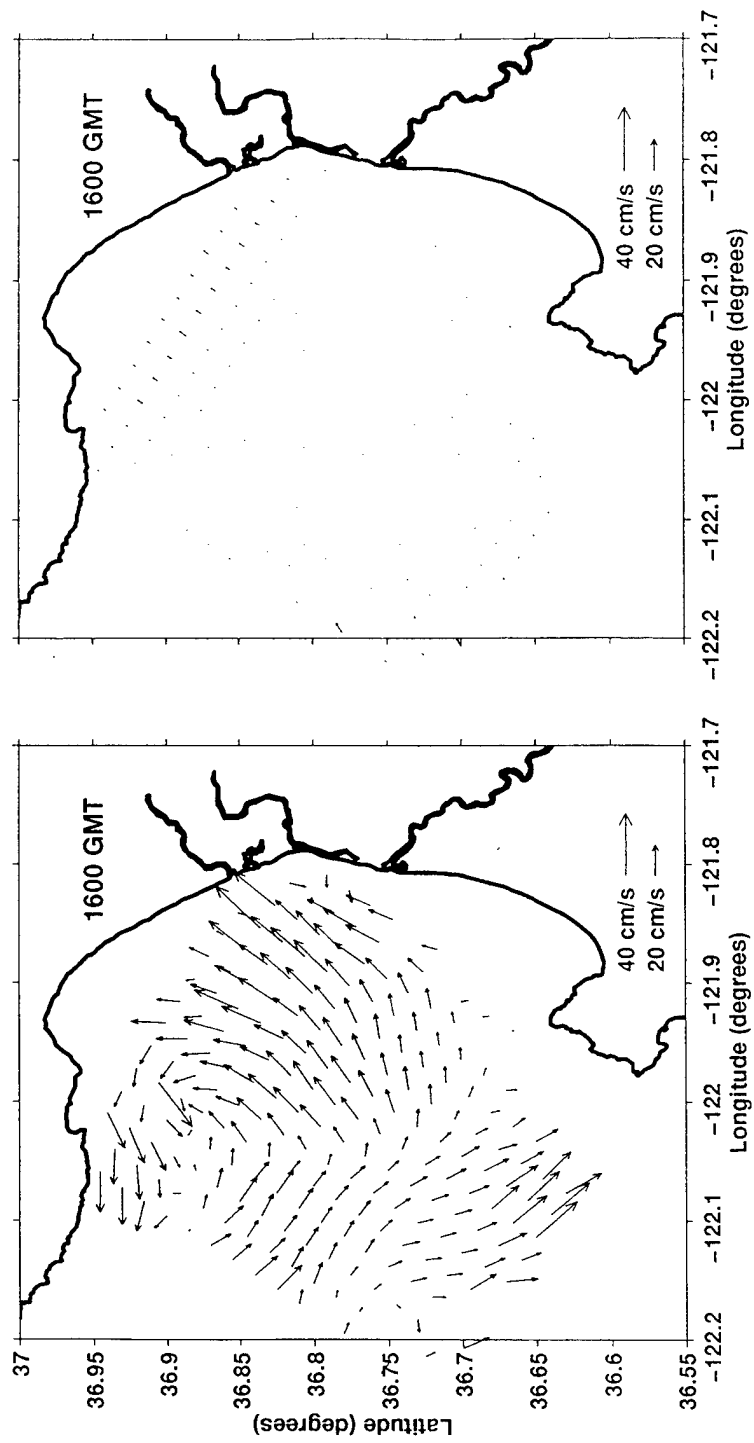 1600 GMT
40 cm/s
20 cm/s
37
36.95
36.9
36.85
36.8
36.75
36.7
36.65
36.6
36.55
Latitude (degrees)
-122.2
-122.1
-122
-121.9
-121.8
-121.7
Longitude (degrees)
1600 GMT
40 cm/s
20 cm/s
-122.2
-122.1
-122
-121.9
-121.8
-121.7
Longitude (degrees)